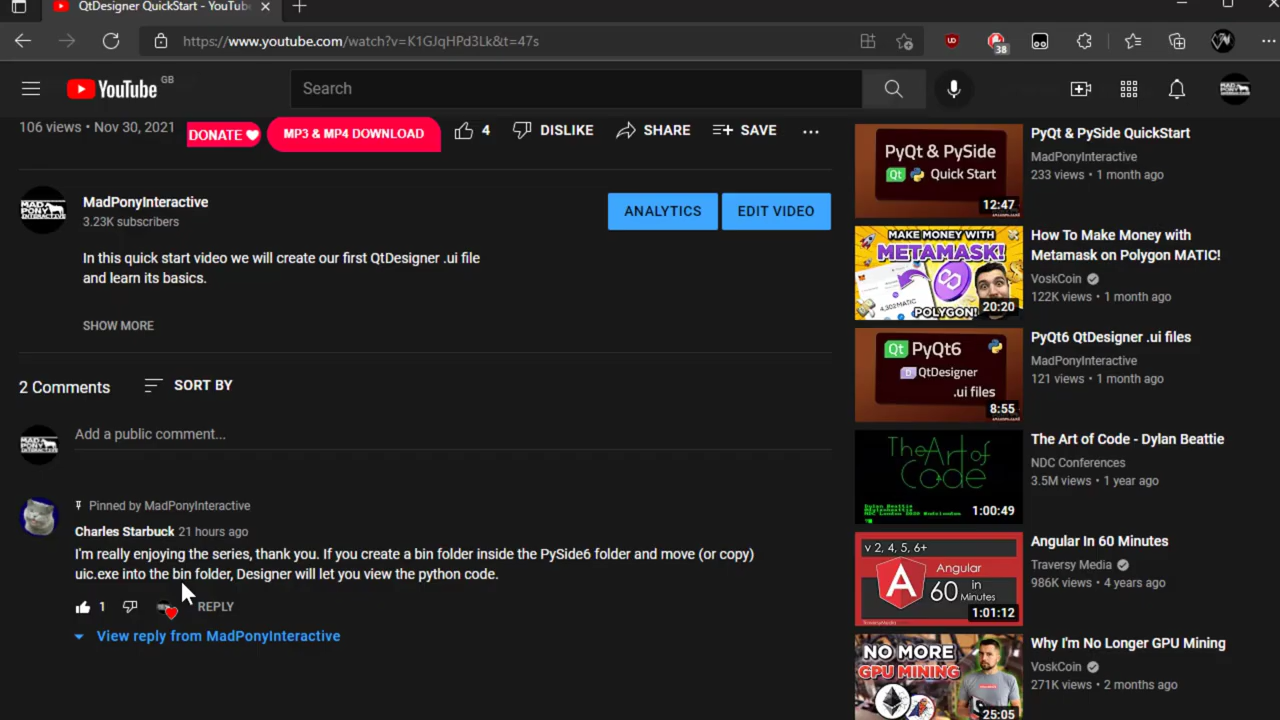 QtDesigner QuickStart - YouTub
https://www.youtube.com/watch?v=K1GJqHPd3Lk&t=47s
38
YouTube GB
Search
106 views • Nov 30, 2021
DONATE
MP3 & MP4 DOWNLOAD
4
DISLIKE
SHARE
SAVE
MadPonyInteractive
3.23K subscribers
ANALYTICS
EDIT VIDEO
In this quick start video we will create our first QtDesigner .ui file
and learn its basics.
SHOW MORE
2 Comments
SORT BY
Add a public comment...
Pinned by MadPonyInteractive
Charles Starbuck 21 hours ago
I'm really enjoying the series, thank you. If you create a bin folder inside the PySide6 folder and move (or copy)
uic.exe into the bin folder, Designer will let you view the python code.
1
REPLY
View reply from MadPonyInteractive
PyQt & PySide
Qt Quick Start
12:47
PyQt & PySide QuickStart
MadPonyInteractive
233 views • 1 month ago
MAKE MONEY WITH
METAMASK!
POLYGON!
20:20
How To Make Money with
Metamask on Polygon MATIC!
VoskCoin
122K views • 1 month ago
Qt PyQt6
QtDesigner
.ui files
8:55
PyQt6 QtDesigner .ui files
MadPonyInteractive
121 views • 1 month ago
The Art of
Code
1:00:49
The Art of Code - Dylan Beattie
NDC Conferences
3.5M views • 1 year ago
v 2, 4, 5, 6+
Angular
60 in
Minutes
1:01:12
Angular In 60 Minutes
Traversy Media
986K views • 4 years ago
NO MORE
GPU MINING
25:05
Why I'm No Longer GPU Mining
VoskCoin
271K views • 2 months ago